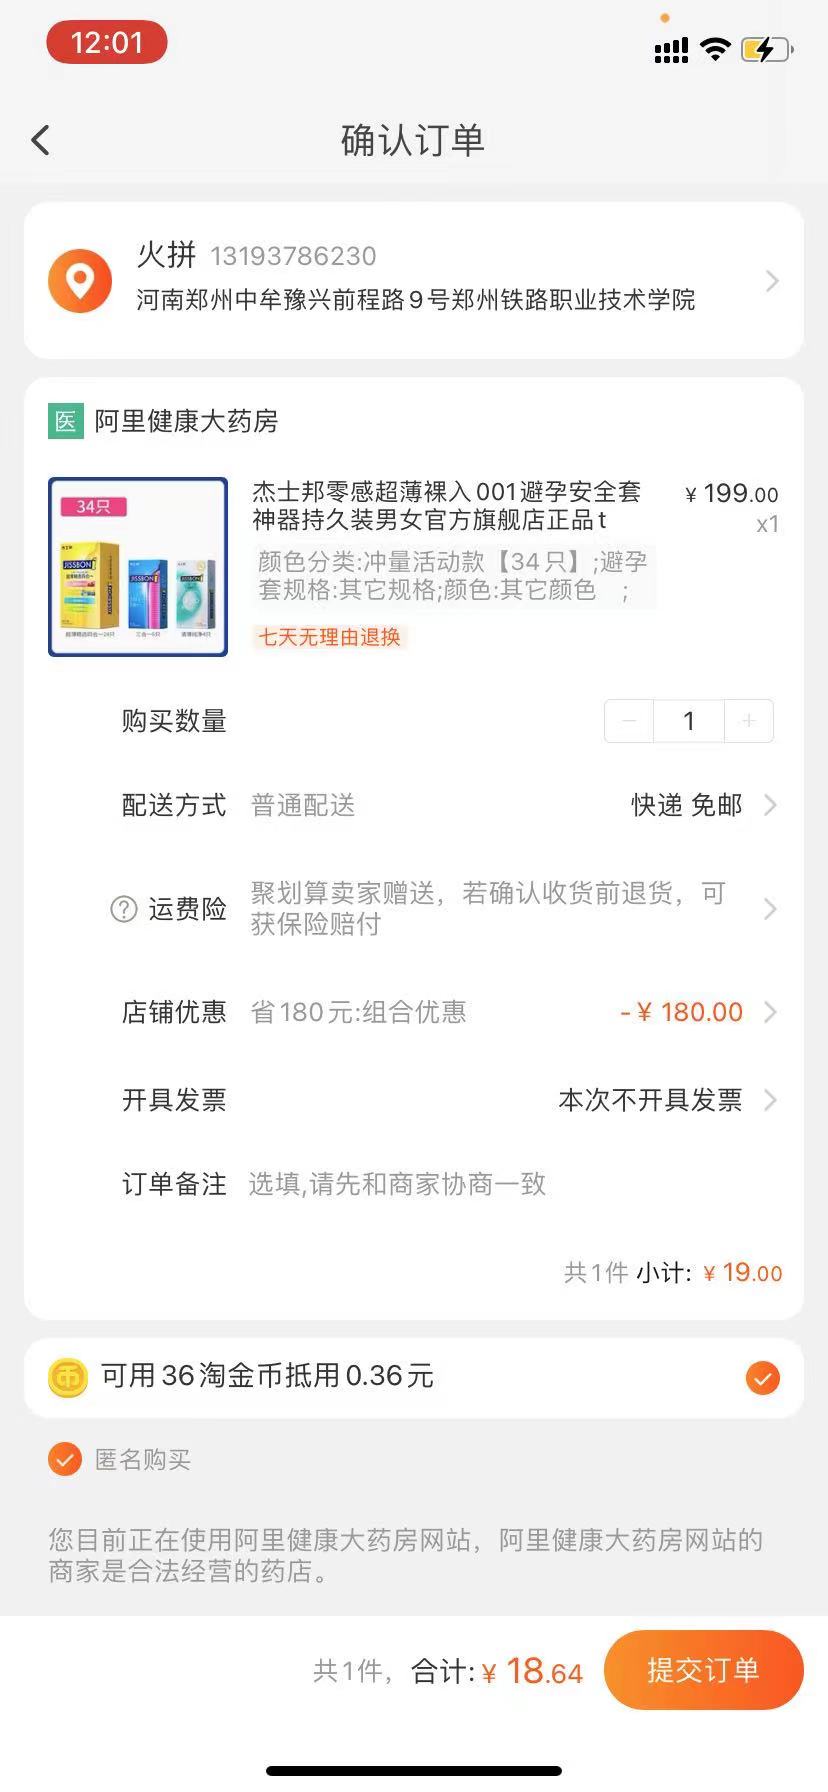 12:01
确认订单
火拼 13193786230
河南郑州中牟豫兴前程路9号郑州铁路职业技术学院
医 阿里健康大药房
34只
JISSBON
JISSBON
JISSBON
杰士邦零感超薄裸入001避孕安全套 ¥199.00
神器持久装男女官方旗舰店正品t x1
颜色分类:冲量活动款【34只】;避孕
套规格:其它规格;颜色:其它颜色 ;
七天无理由退换
购买数量 1
配送方式 普通配送 快递 免邮
运费险 聚划算卖家赠送，若确认收货前退货，可
获保险赔付
店铺优惠 省180元:组合优惠 -¥180.00
开具发票 本次不开具发票
订单备注 选填,请先和商家协商一致
共1件 小计: ¥19.00
币 可用36淘金币抵用0.36元
匿名购买
您目前正在使用阿里健康大药房网站，阿里健康大药房网站的
商家是合法经营的药店。
共1件，合计:¥18.64 提交订单